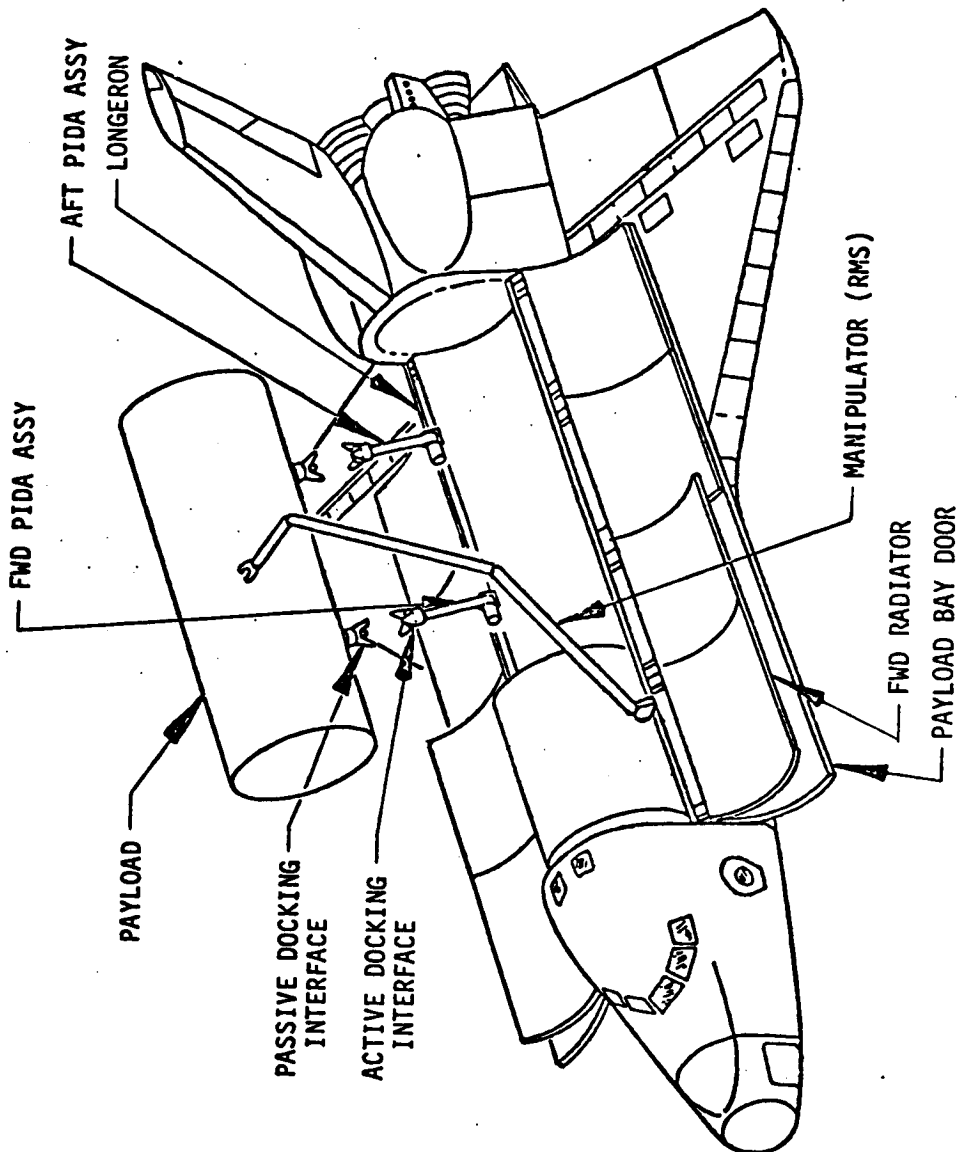 PAYLOAD
FWD PIDA ASSY
AFT PIDA ASSY
LONGERON
PASSIVE DOCKING
INTERFACE
ACTIVE DOCKING
INTERFACE
MANIPULATOR (RMS)
FWD RADIATOR
PAYLOAD BAY DOOR